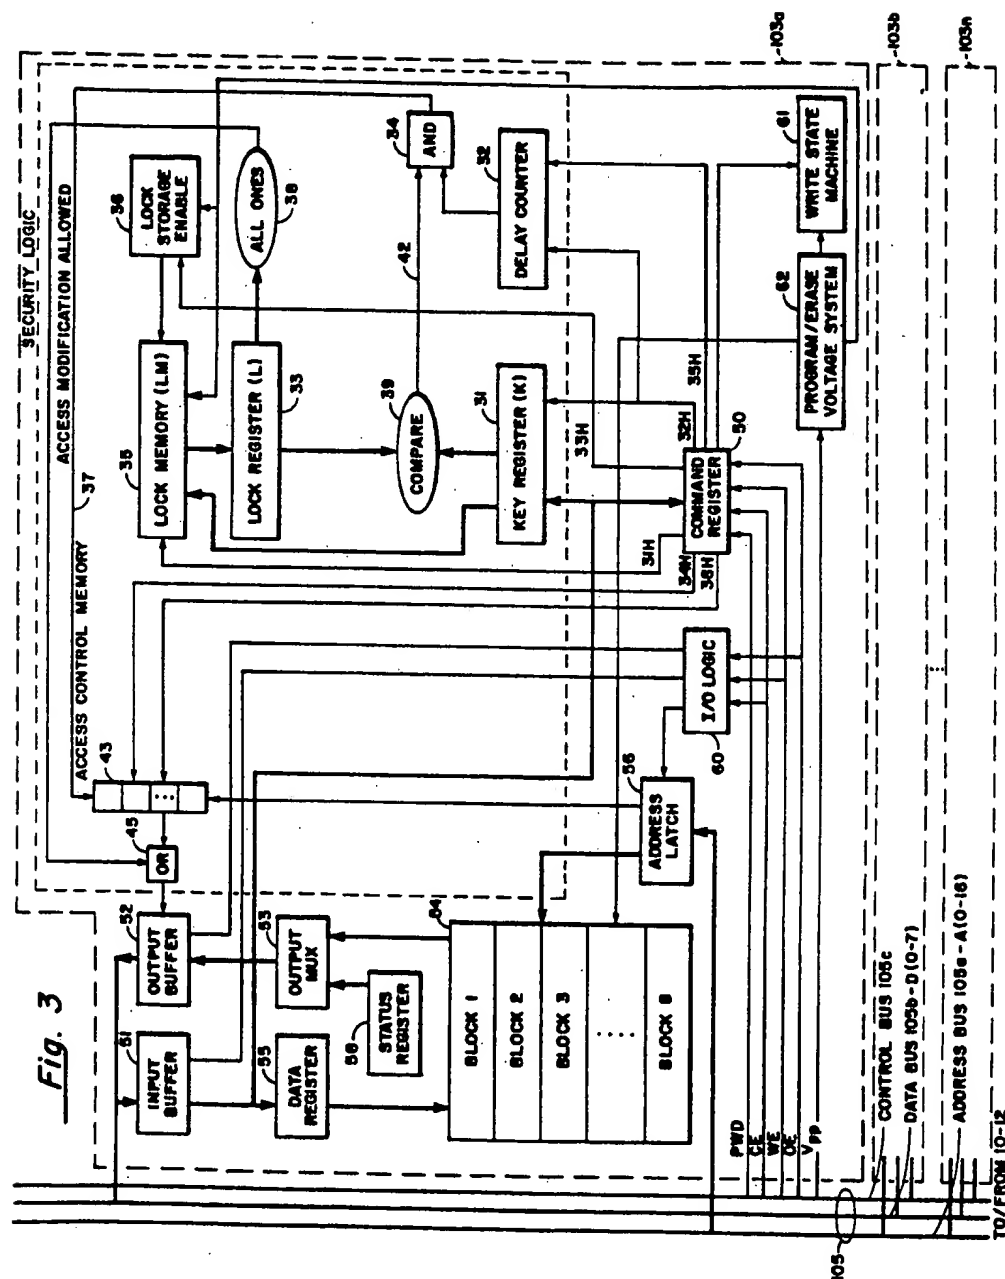 Fig. 3
SECURITY LOGIC
ACCESS MODIFICATION ALLOWED
37
ACCESS CONTROL MEMORY
36
LOCK
STORAGE
ENABLE
ALL ONES
38
35
LOCK MEMORY (LM)
LOCK REGISTER (L)
33
39
COMPARE
42
34
AND
32
DELAY COUNTER
31
KEY REGISTER (K)
33H
32H
35H
31H
34H
36H
50
COMMAND
REGISTER
43
45
OR
52
OUTPUT
BUFFER
51
INPUT
BUFFER
53
OUTPUT
MUX
55
DATA
REGISTER
58
STATUS
REGISTER
54
BLOCK 1
BLOCK 2
BLOCK 3
BLOCK B
56
ADDRESS
LATCH
I/O LOGIC
60
61
WRITE STATE
MACHINE
62
PROGRAM/ERASE
VOLTAGE SYSTEM
PWD
CE
WE
OE
Vpp
103a
103b
103n
CONTROL BUS 105c
DATA BUS 105b-D(0-7)
ADDRESS BUS 105a-A(0-16)
105
TO/FROM 10-12